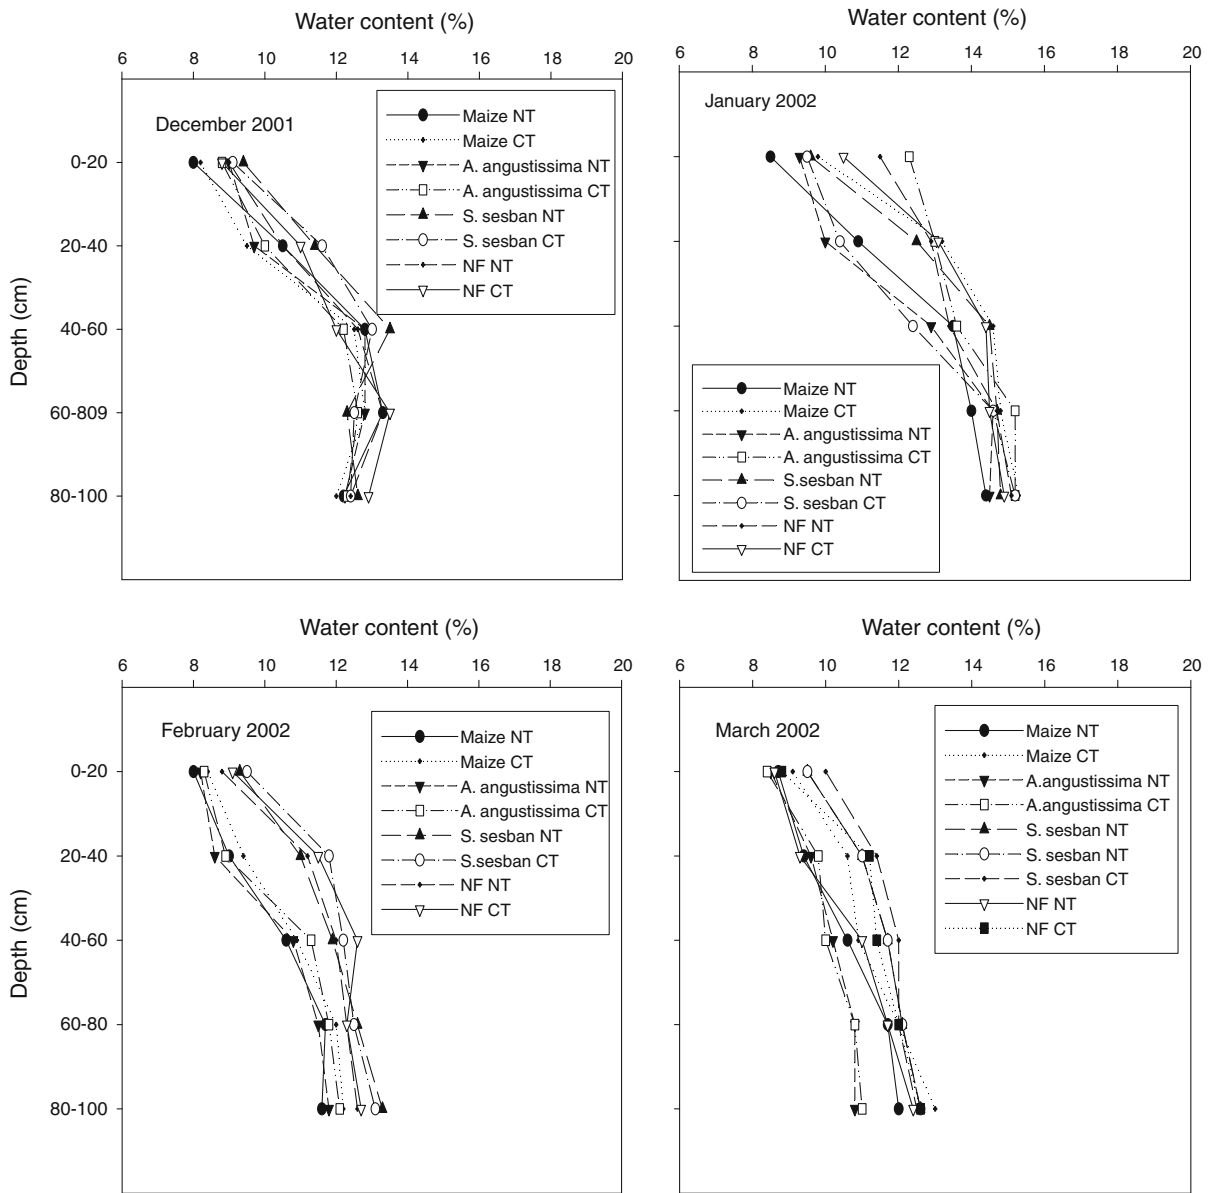 Water content (%)
6 8 10 12 14 16 18 20
December 2001
Maize NT
Maize CT
A. angustissima NT
A. angustissima CT
S. sesban NT
S. sesban CT
NF NT
NF CT
Depth (cm)
0-20
20-40
40-60
60-809
80-100
Water content (%)
6 8 10 12 14 16 18 20
January 2002
Maize NT
Maize CT
A. angustissima NT
A. angustissima CT
S.sesban NT
S. sesban CT
NF NT
NF CT
Water content (%)
6 8 10 12 14 16 18 20
February 2002
Maize NT
Maize CT
A. angustissima NT
A. angustissima CT
S. sesban NT
S.sesban CT
NF NT
NF CT
Depth (cm)
0-20
20-40
40-60
60-80
80-100
Water content (%)
6 8 10 12 14 16 18 20
March 2002
Maize NT
Maize CT
A.angustissima NT
A.angustissima CT
S. sesban NT
S. sesban NT
S. sesban CT
NF NT
NF CT